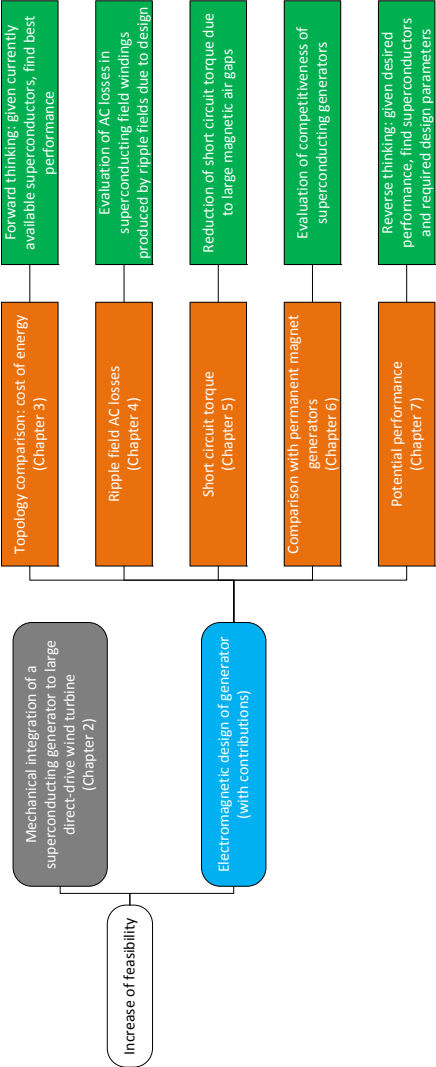 Increase of feasibility
Mechanical integration of a
superconducting generator to large
direct-drive wind turbine
(Chapter 2)
Electromagnetic design of generator
(with contributions)
Topology comparison: cost of energy
(Chapter 3)
Forward thinking: given currently
available superconductors, find best
performance
Ripple field AC losses
(Chapter 4)
Evaluation of AC losses in
superconducting field windings
produced by ripple fields due to design
Short circuit torque
(Chapter 5)
Reduction of short circuit torque due
to large magnetic air gaps
Comparison with permanent magnet
generators
(Chapter 6)
Evaluation of competitiveness of
superconducting generators
Potential performance
(Chapter 7)
Reverse thinking: given desired
performance, find superconductors
and required design parameters